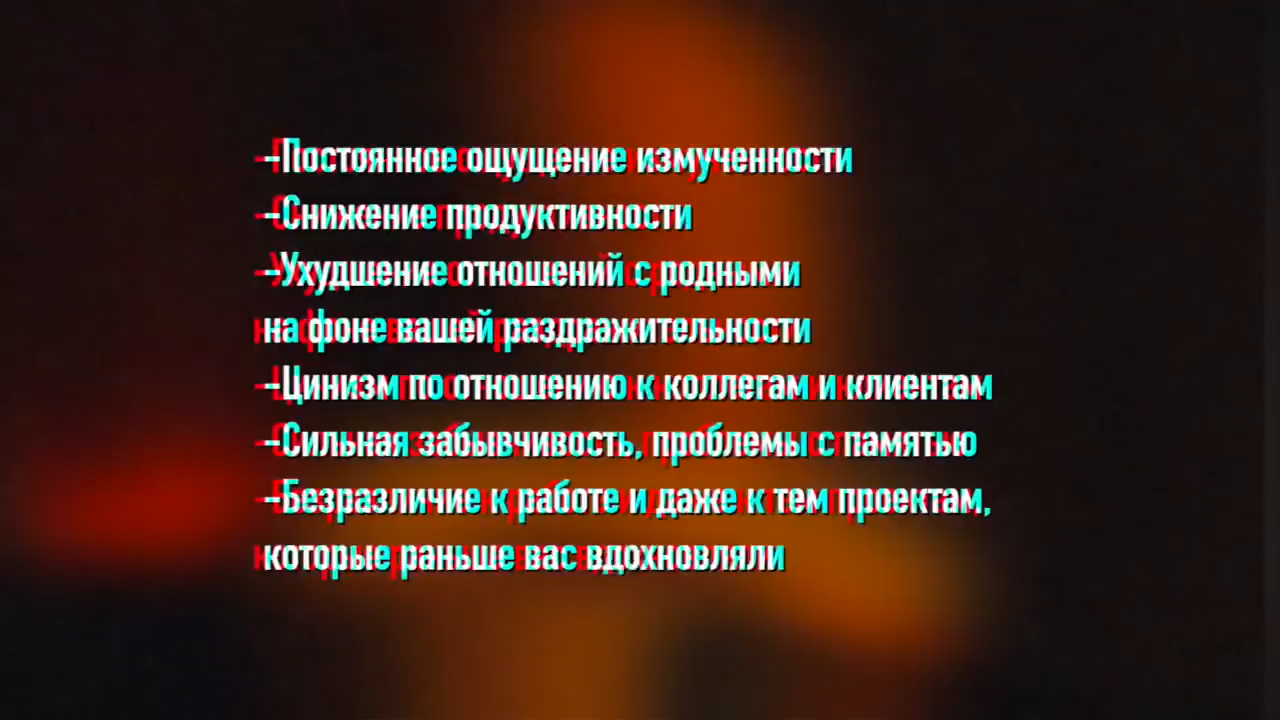 –Постоянное ощущение измученности
–Снижение продуктивности
–Ухудшение отношений с родными
на фоне вашей раздражительности
–Цинизм по отношению к коллегам и клиентам
–Сильная забывчивость, проблемы с памятью
–Безразличие к работе и даже к тем проектам,
которые раньше вас вдохновляли